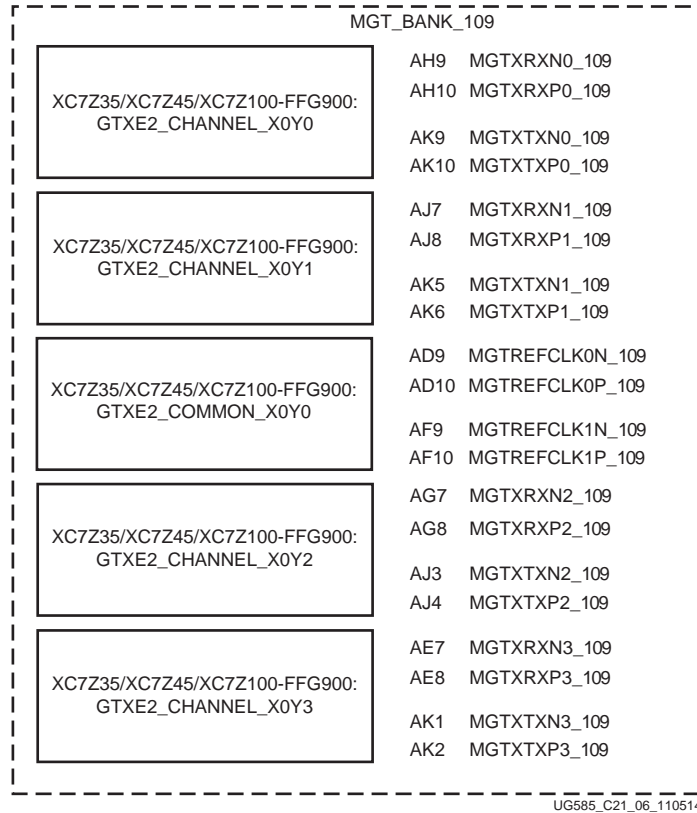 MGT_BANK_109
XC7Z35/XC7Z45/XC7Z100-FFG900:
GTXE2_CHANNEL_X0Y0
AH9 MGTXRXN0_109
AH10 MGTXRXP0_109
AK9 MGTXTXN0_109
AK10 MGTXTXP0_109
XC7Z35/XC7Z45/XC7Z100-FFG900:
GTXE2_CHANNEL_X0Y1
AJ7 MGTXRXN1_109
AJ8 MGTXRXP1_109
AK5 MGTXTXN1_109
AK6 MGTXTXP1_109
XC7Z35/XC7Z45/XC7Z100-FFG900:
GTXE2_COMMON_X0Y0
AD9 MGTREFCLK0N_109
AD10 MGTREFCLK0P_109
AF9 MGTREFCLK1N_109
AF10 MGTREFCLK1P_109
XC7Z35/XC7Z45/XC7Z100-FFG900:
GTXE2_CHANNEL_X0Y2
AG7 MGTXRXN2_109
AG8 MGTXRXP2_109
AJ3 MGTXTXN2_109
AJ4 MGTXTXP2_109
XC7Z35/XC7Z45/XC7Z100-FFG900:
GTXE2_CHANNEL_X0Y3
AE7 MGTXRXN3_109
AE8 MGTXRXP3_109
AK1 MGTXTXN3_109
AK2 MGTXTXP3_109
UG585_C21_06_110514